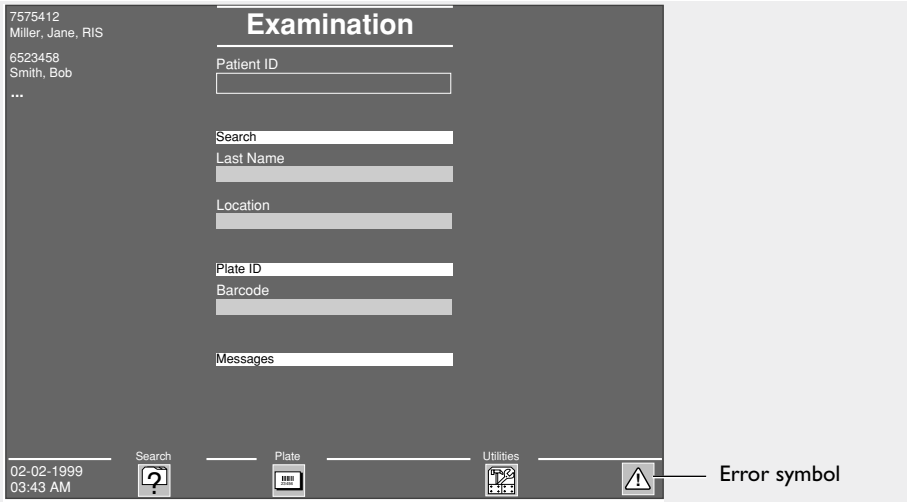 7575412
Miller, Jane, RIS
6523458
Smith, Bob
...
Examination
Patient ID
Search
Last Name
Location
Plate ID
Barcode
Messages
02-02-1999
03:43 AM
Search
?
Plate
Utilities
Error symbol